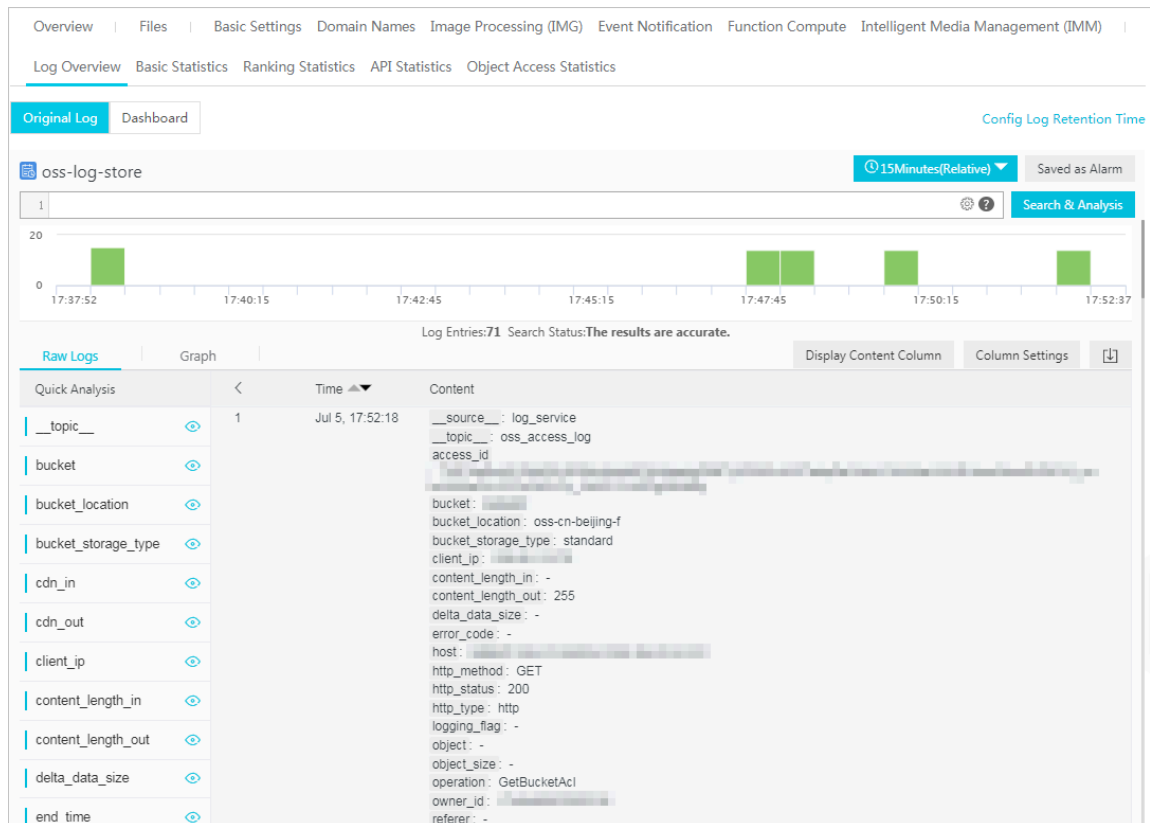 Overview Files Basic Settings Domain Names Image Processing (IMG) Event Notification Function Compute Intelligent Media Management (IMM)
Log Overview Basic Statistics Ranking Statistics API Statistics Object Access Statistics
Original Log Dashboard Config Log Retention Time
oss-log-store 15Minutes(Relative) Saved as Alarm
1 ? Search & Analysis
20
0
17:37:52 17:40:15 17:42:45 17:45:15 17:47:45 17:50:15 17:52:37
Log Entries:71 Search Status:The results are accurate.
Raw Logs Graph Display Content Column Column Settings
Quick Analysis < Time Content
__topic__
bucket
bucket_location
bucket_storage_type
cdn_in
cdn_out
client_ip
content_length_in
content_length_out
delta_data_size
end_time
1 Jul 5, 17:52:18
__source__ : log_service
__topic__ : oss_access_log
access_id
bucket :
bucket_location : oss-cn-beijing-f
bucket_storage_type : standard
client_ip :
content_length_in : -
content_length_out : 255
delta_data_size : -
error_code : -
host :
http_method : GET
http_status : 200
http_type : http
logging_flag : -
object : -
object_size : -
operation : GetBucketAcl
owner_id :
referer : -